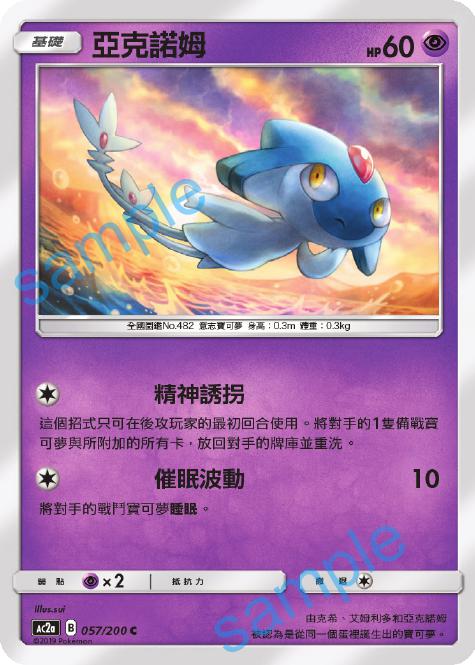 基礎 亞克諾姆 HP60
sample
全國圖鑑No.482 意志寶可夢 身高：0.3m 體重：0.3kg
精神誘拐
這個招式只可在後攻玩家的最初回合使用。將對手的1隻備戰寶
可夢與所附加的所有卡，放回對手的牌庫並重洗。
催眠波動 10
將對手的戰鬥寶可夢睡眠。
弱點 ×2 抵抗力 撤退
sample
Illus.sui
AC2a B 057/200 C
©2019 Pokémon
由克希、艾姆利多和亞克諾姆
被認為是從同一個蛋裡誕生出的寶可夢。